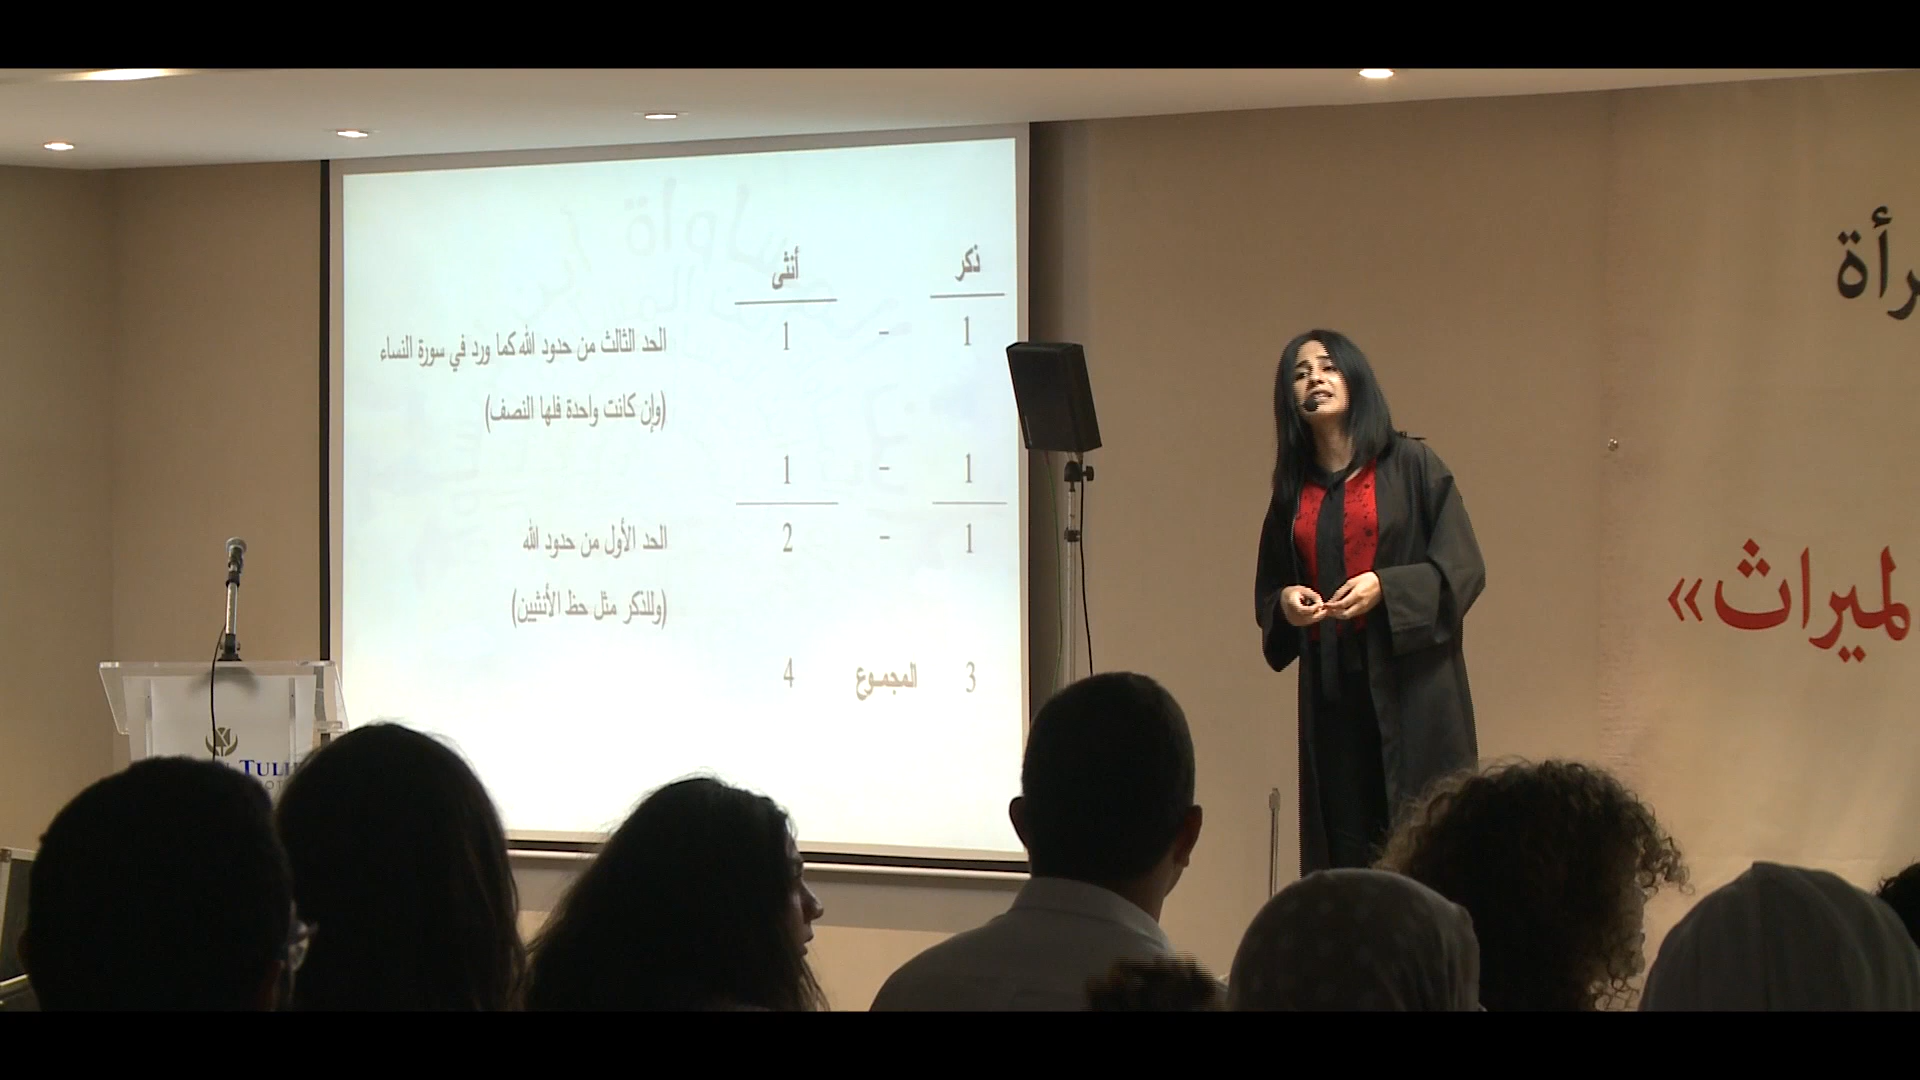 ذكر أنثى
1 - 1 الحد الثالث من حدود الله كما ورد في سورة النساء
(وإن كانت واحدة فلها النصف)
1 - 1
1 - 2 الحد الأول من حدود الله
(وللذكر مثل حظ الأنثيين)
3 المجموع 4
رأة
لميراث»
TULI